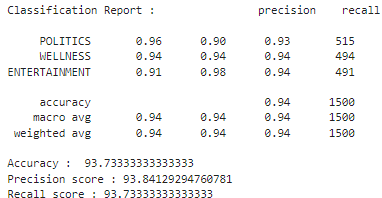 Classification Report :               precision    recall
POLITICS       0.96      0.90      0.93       515
WELLNESS       0.94      0.94      0.94       494
ENTERTAINMENT       0.91      0.98      0.94       491
accuracy                           0.94      1500
macro avg       0.94      0.94      0.94      1500
weighted avg       0.94      0.94      0.94      1500
Accuracy :  93.73333333333333
Precision score : 93.84129294760781
Recall score : 93.73333333333333